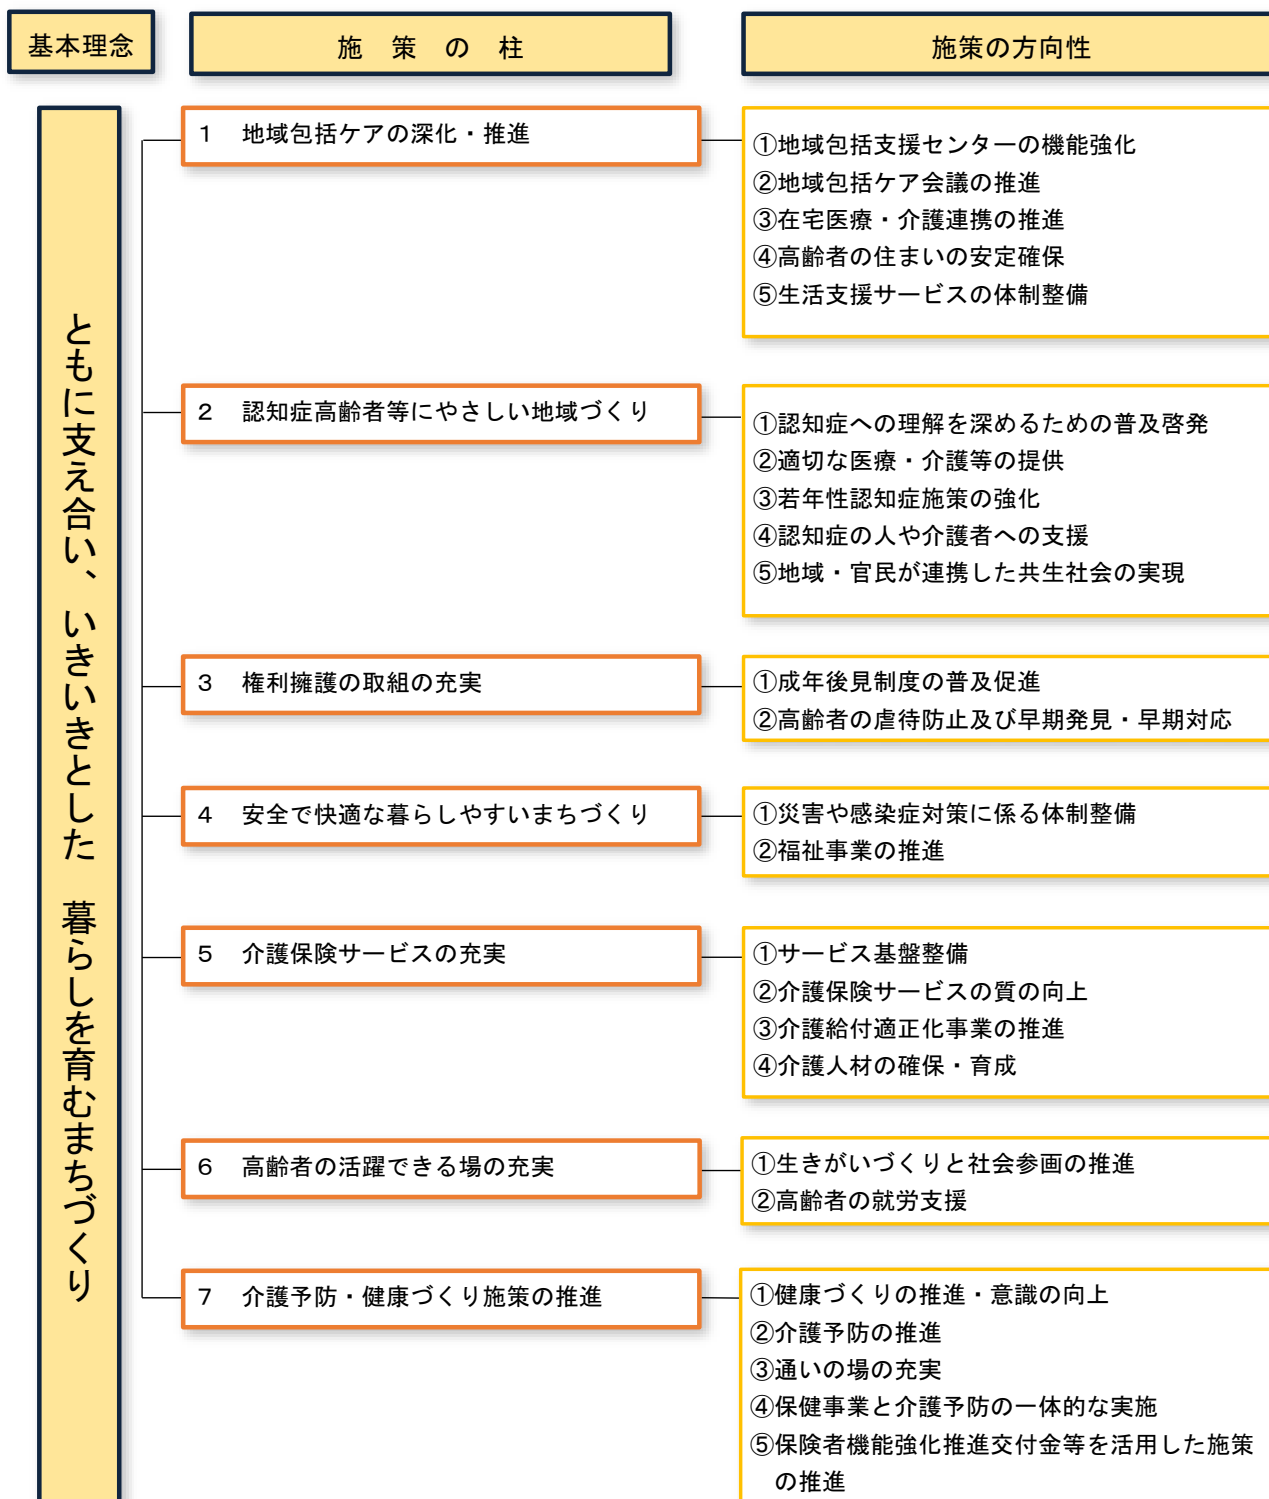 基本理念
施　策　の　柱
施策の方向性
ともに支え合い、いきいきとした　暮らしを育むまちづくり
１　地域包括ケアの深化・推進
①地域包括支援センターの機能強化
②地域包括ケア会議の推進
③在宅医療・介護連携の推進
④高齢者の住まいの安定確保
⑤生活支援サービスの体制整備
２　認知症高齢者等にやさしい地域づくり
①認知症への理解を深めるための普及啓発
②適切な医療・介護等の提供
③若年性認知症施策の強化
④認知症の人や介護者への支援
⑤地域・官民が連携した共生社会の実現
３　権利擁護の取組の充実
①成年後見制度の普及促進
②高齢者の虐待防止及び早期発見・早期対応
４　安全で快適な暮らしやすいまちづくり
①災害や感染症対策に係る体制整備
②福祉事業の推進
５　介護保険サービスの充実
①サービス基盤整備
②介護保険サービスの質の向上
③介護給付適正化事業の推進
④介護人材の確保・育成
６　高齢者の活躍できる場の充実
①生きがいづくりと社会参画の推進
②高齢者の就労支援
７　介護予防・健康づくり施策の推進
①健康づくりの推進・意識の向上
②介護予防の推進
③通いの場の充実
④保健事業と介護予防の一体的な実施
⑤保険者機能強化推進交付金等を活用した施策
の推進